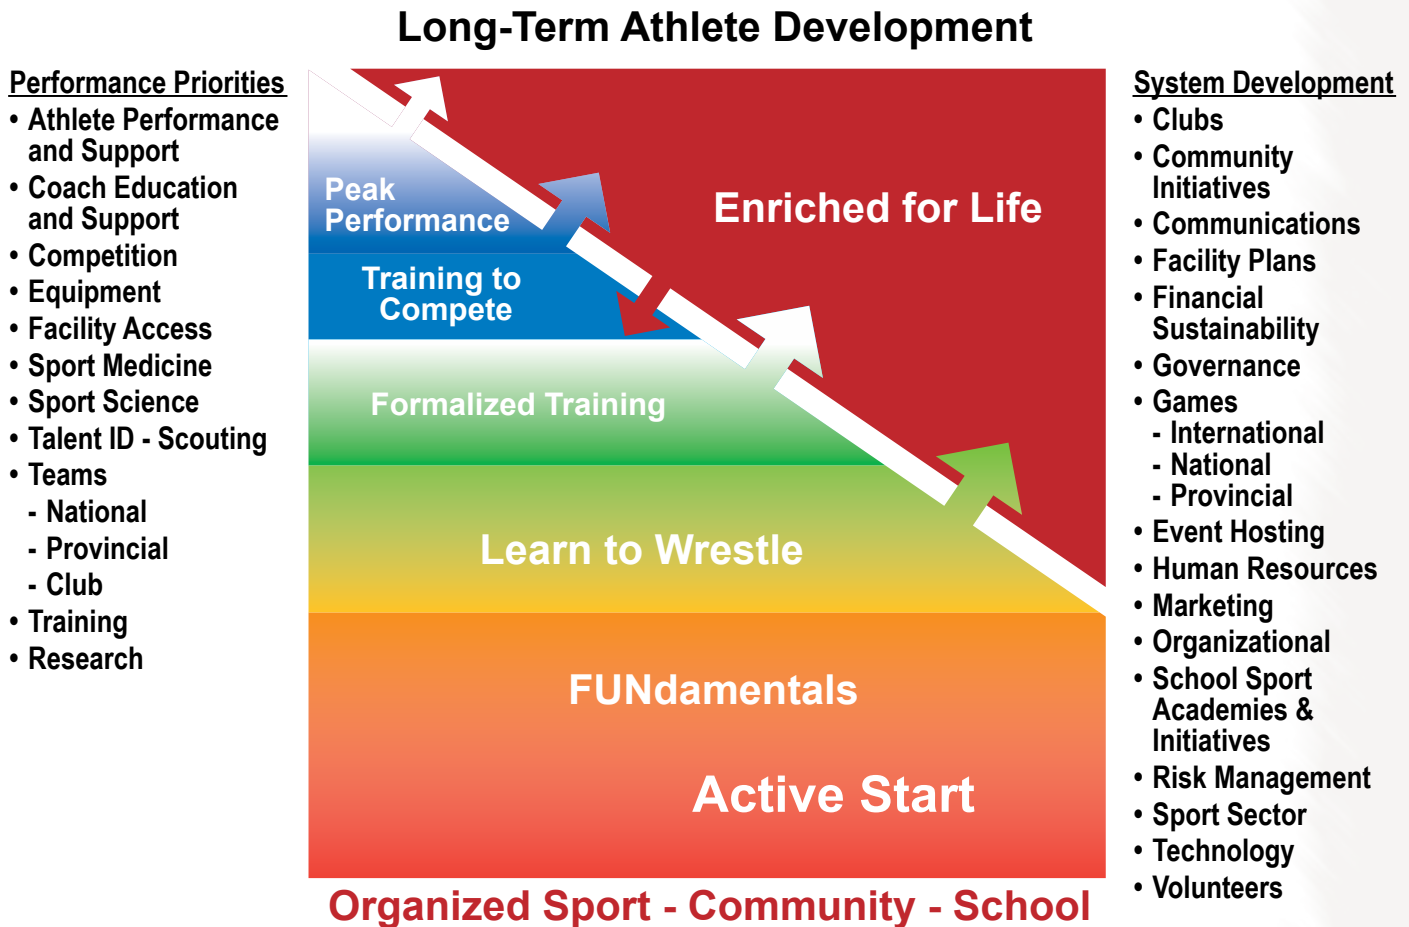 Long-Term Athlete Development
Performance Priorities
• Athlete Performance
and Support
• Coach Education
and Support
• Competition
• Equipment
• Facility Access
• Sport Medicine
• Sport Science
• Talent ID - Scouting
• Teams
- National
- Provincial
- Club
• Training
• Research
Peak
Performance
Training to
Compete
Formalized Training
Learn to Wrestle
FUNdamentals
Active Start
Enriched for Life
Organized Sport - Community - School
System Development
• Clubs
• Community
Initiatives
• Communications
• Facility Plans
• Financial
Sustainability
• Governance
• Games
- International
- National
- Provincial
• Event Hosting
• Human Resources
• Marketing
• Organizational
• School Sport
Academies &
Initiatives
• Risk Management
• Sport Sector
• Technology
• Volunteers